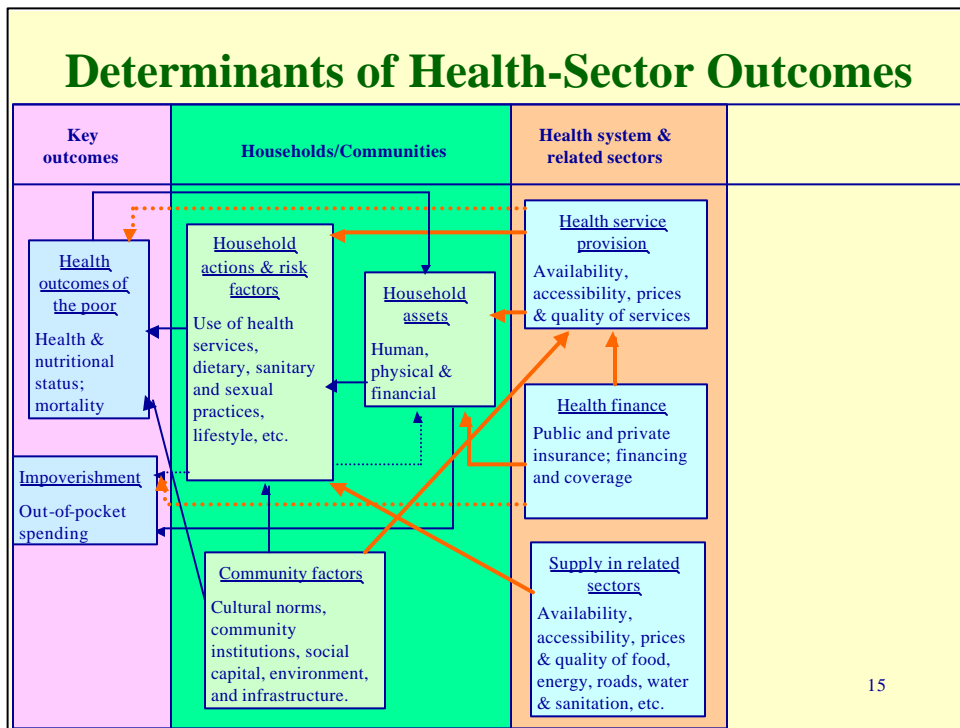 Determinants of Health-Sector Outcomes
Key
outcomes
Households/Communities
Health system &
related sectors
Health
outcomes of
the poor
Health &
nutritional
status;
mortality
Impoverishment
Out-of-pocket
spending
Household
actions & risk
factors
Use of health
services,
dietary, sanitary
and sexual
practices,
lifestyle, etc.
Household
assets
Human,
physical &
financial
Community factors
Cultural norms,
community
institutions, social
capital, environment,
and infrastructure.
Health service
provision
Availability,
accessibility, prices
& quality of services
Health finance
Public and private
insurance; financing
and coverage
Supply in related
sectors
Availability,
accessibility, prices
& quality of food,
energy, roads, water
& sanitation, etc.
15